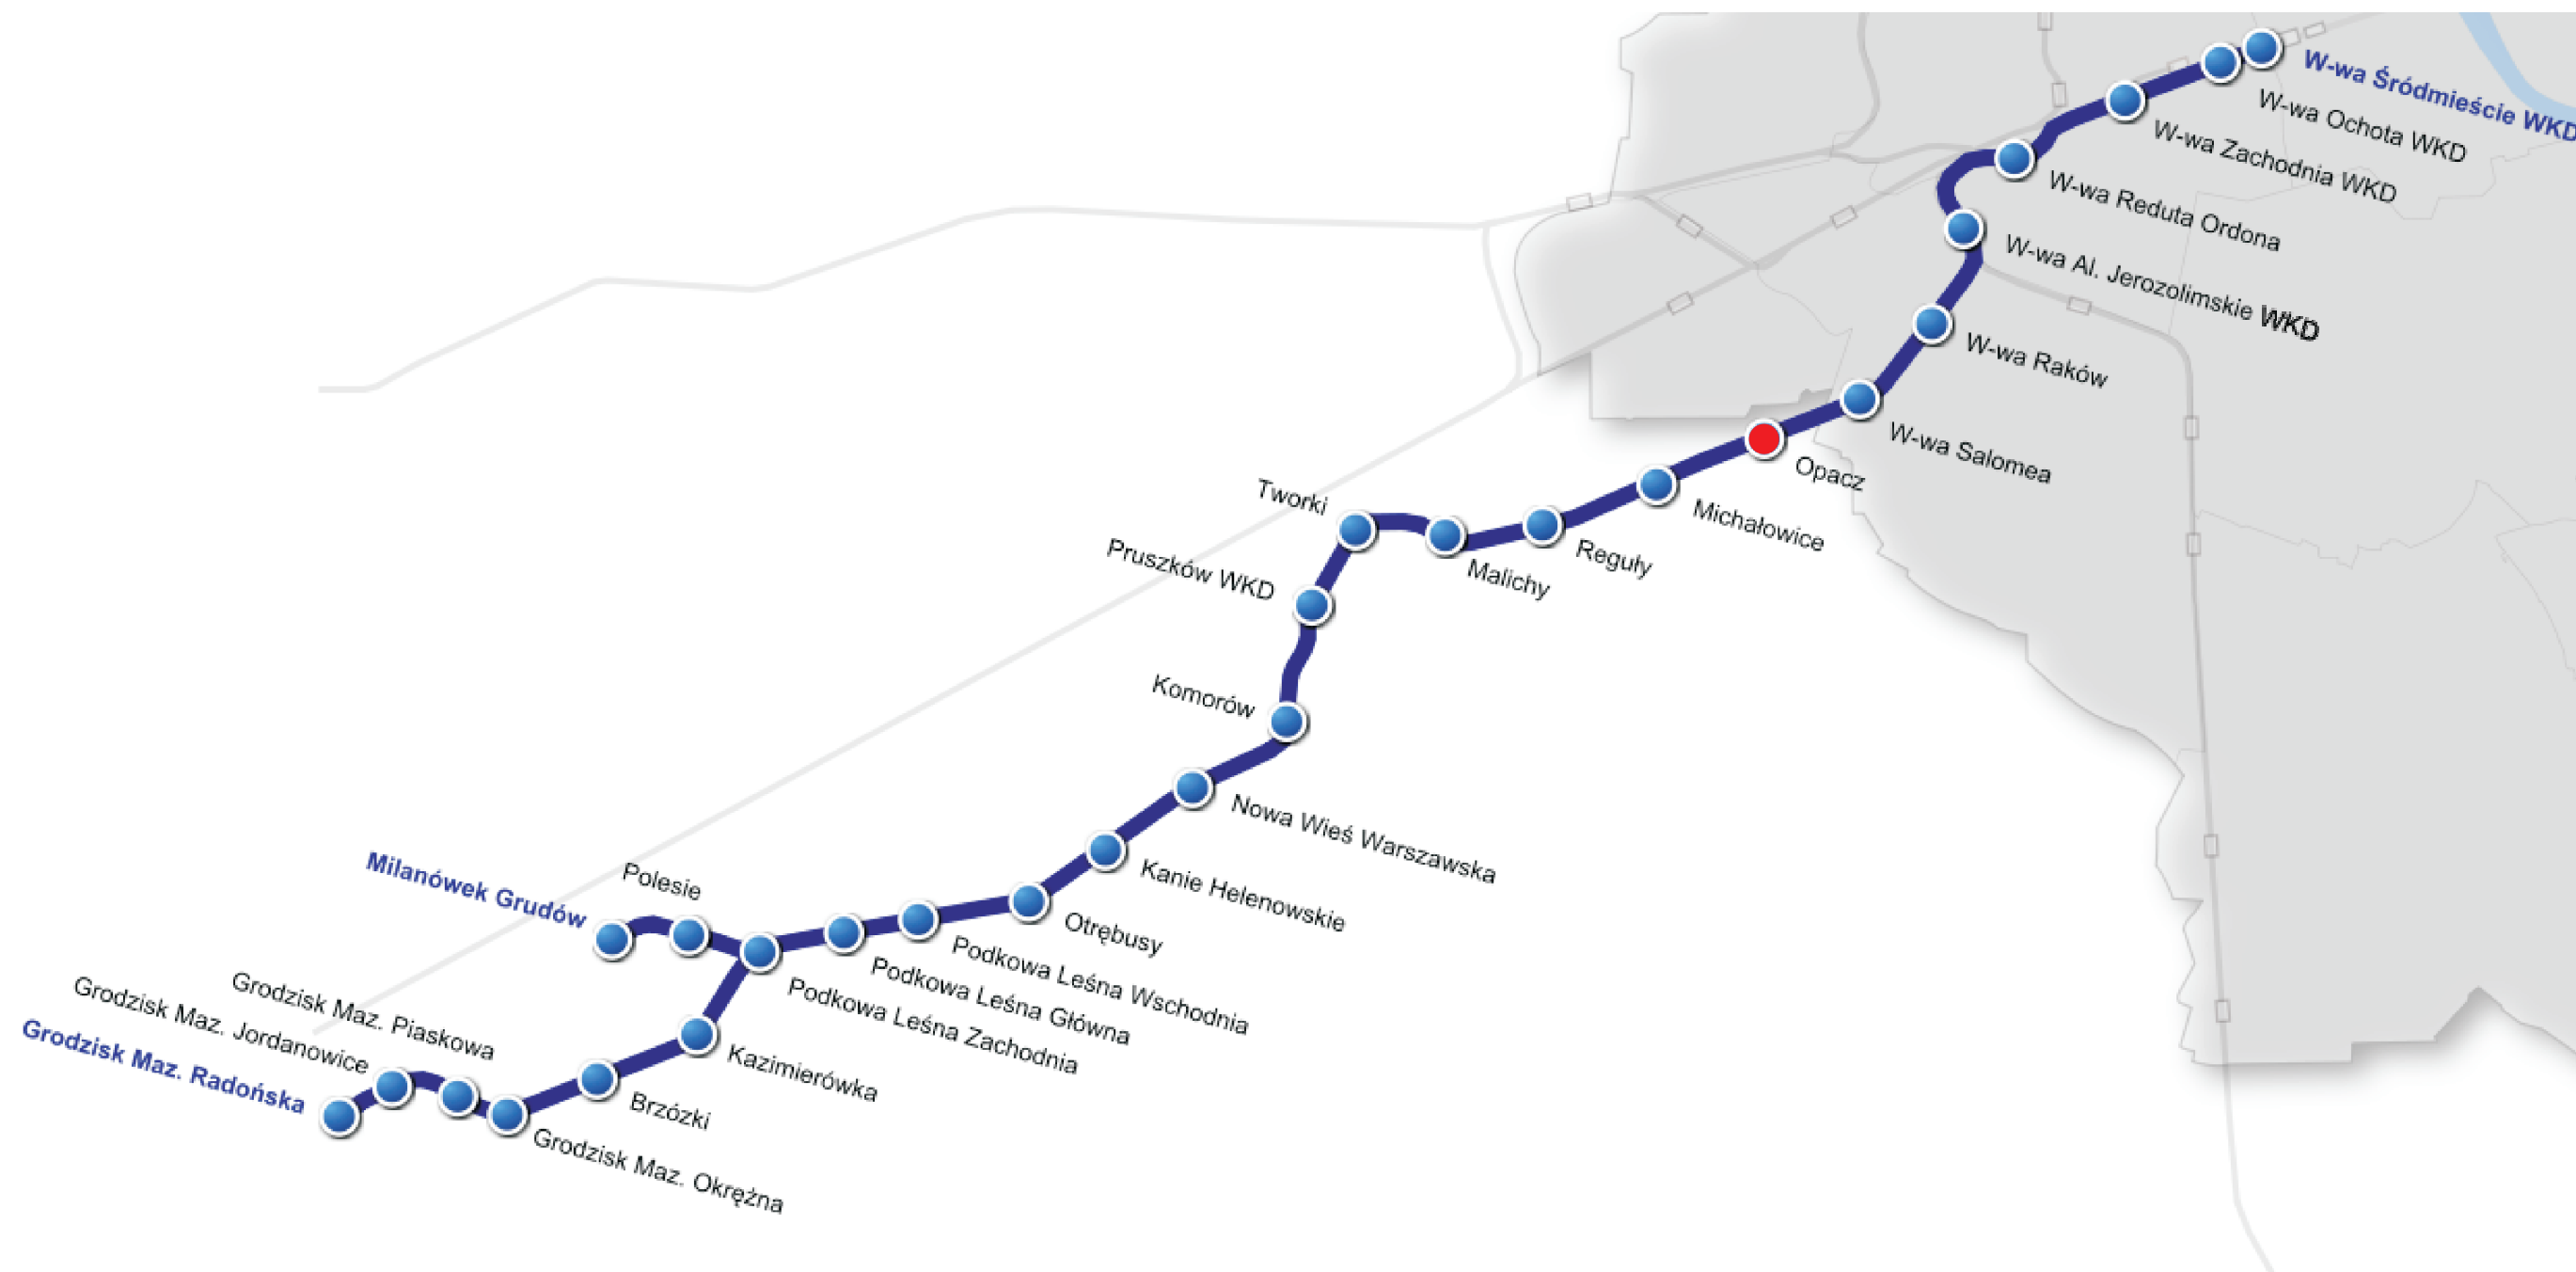 W-wa Śródmieście WKD
W-wa Ochota WKD
W-wa Zachodnia WKD
W-wa Reduta Ordona
W-wa Al. Jerozolimskie WKD
W-wa Raków
W-wa Salomea
Opacz
Michałowice
Reguły
Malichy
Tworki
Pruszków WKD
Komorów
Nowa Wieś Warszawska
Kanie Helenowskie
Otrębusy
Podkowa Leśna Wschodnia
Podkowa Leśna Główna
Podkowa Leśna Zachodnia
Polesie
Milanówek Grudów
Kazimierówka
Brzózki
Grodzisk Maz. Okrężna
Grodzisk Maz. Piaskowa
Grodzisk Maz. Jordanowice
Grodzisk Maz. Radońska